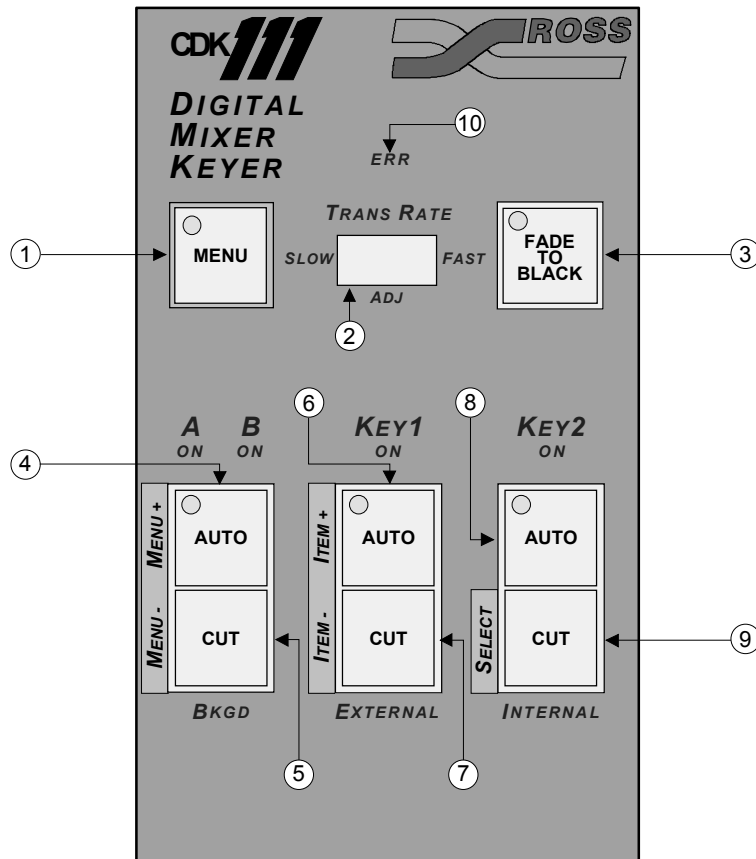 CDK 111
ROSS
DIGITAL
MIXER
KEYER
10
ERR
TRANS RATE
1
MENU
SLOW
FAST
ADJ
2
FADE
TO
BLACK
3
6
8
A B
ON ON
KEY1
ON
KEY2
ON
4
MENU +
AUTO
ITEM +
AUTO
AUTO
MENU -
CUT
ITEM -
CUT
SELECT
CUT
9
BKGD
EXTERNAL
INTERNAL
5
7